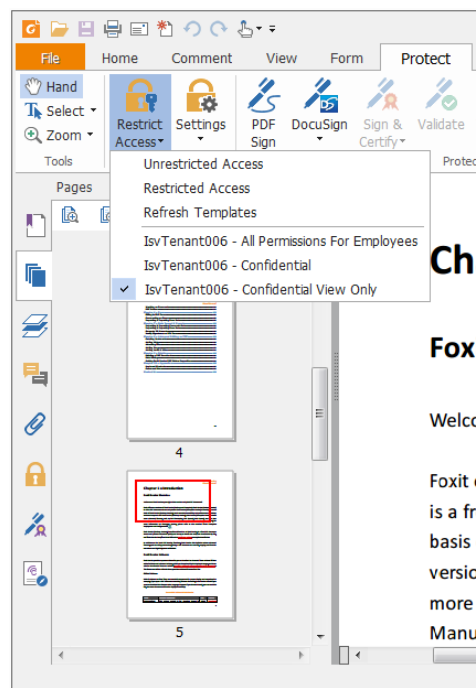 File Home Comment View Form Protect
Hand
Select
Zoom
Tools
Restrict Access
Settings
PDF Sign
DocuSign
Sign & Certify
Validate
Protec
Unrestricted Access
Restricted Access
Refresh Templates
IsvTenant006 - All Permissions For Employees
IsvTenant006 - Confidential
IsvTenant006 - Confidential View Only
Pages
4
5
Ch
Fox
Welco
Foxit
is a fr
basis
versio
more
Manu